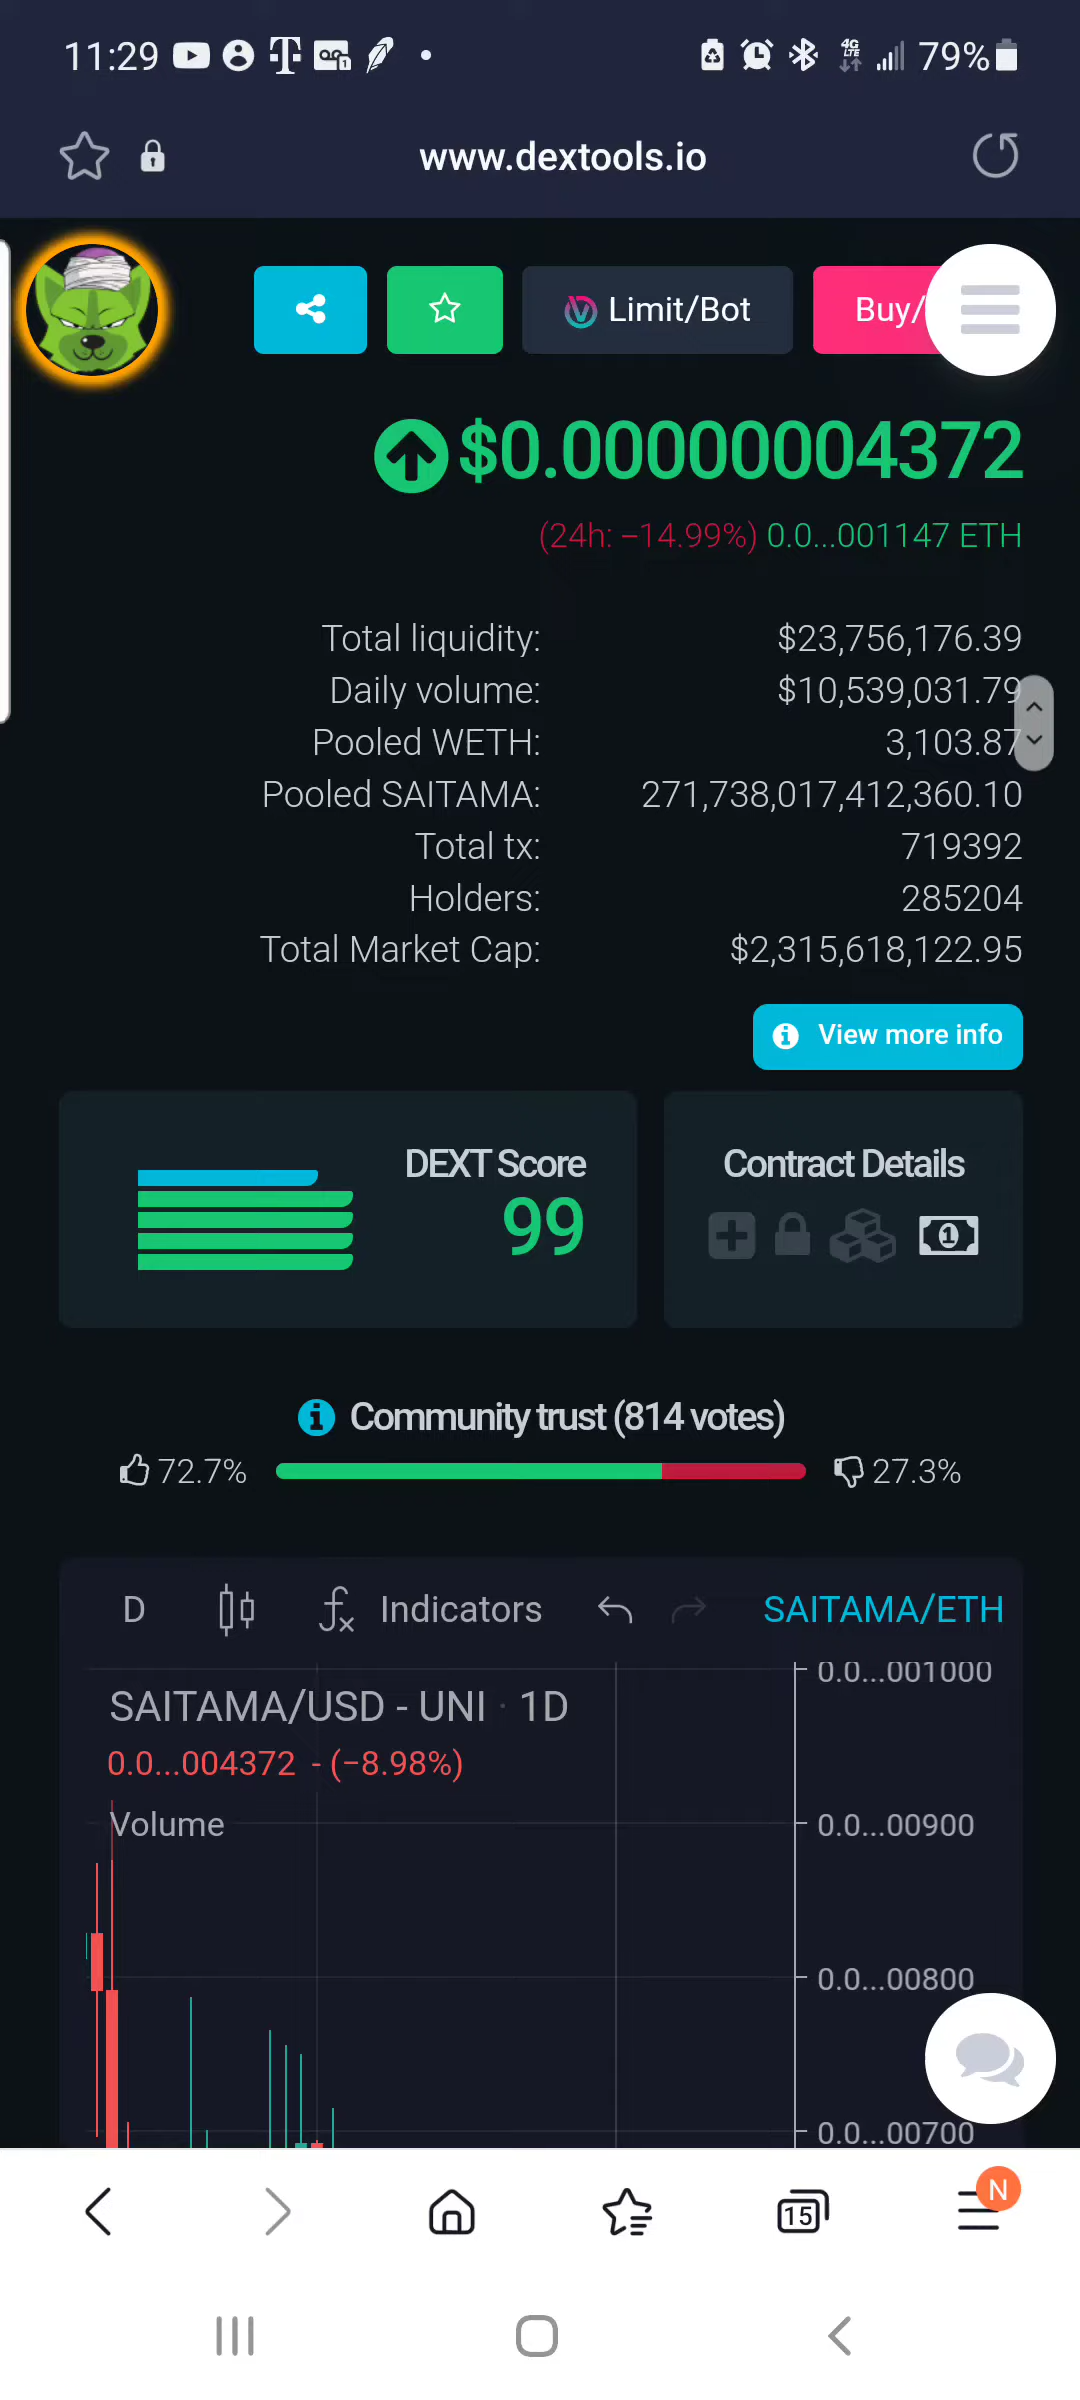 11:29
4G LTE
79%
www.dextools.io
Limit/Bot
Buy/
$0.00000004372
(24h: −14.99%) 0.0...001147 ETH
Total liquidity: $23,756,176.39
Daily volume: $10,539,031.79
Pooled WETH: 3,103.87
Pooled SAITAMA: 271,738,017,412,360.10
Total tx: 719392
Holders: 285204
Total Market Cap: $2,315,618,122.95
View more info
DEXT Score
99
Contract Details
Community trust (814 votes)
72.7%
27.3%
D
Indicators
SAITAMA/ETH
0.0...001000
SAITAMA/USD - UNI · 1D
0.0...004372 - (−8.98%)
Volume
0.0...00900
0.0...00800
0.0...00700
15
N